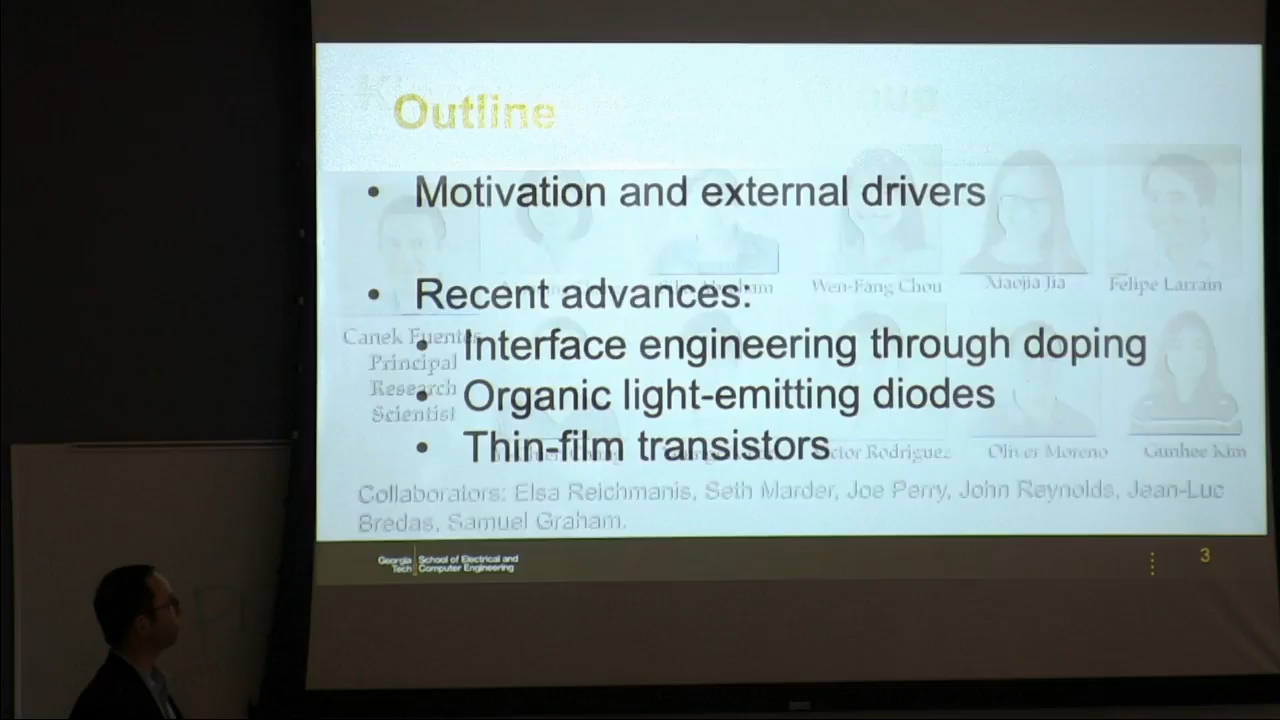 Outline
• Motivation and external drivers
• Recent advances:
Wen-Fang Chou
Xiaojia Jia
Felipe Larrain
Canek Fuentes
Principal
Research
Scientist
• Interface engineering through doping
• Organic light-emitting diodes
• Thin-film transistors
Rodriguez
Oliver Moreno
Gunhee Kim
Collaborators: Elsa Reichmanis, Seth Marder, Joe Perry, John Reynolds, Jean-Luc
Bredas, Samuel Graham.
Georgia Tech
School of Electrical and
Computer Engineering
3